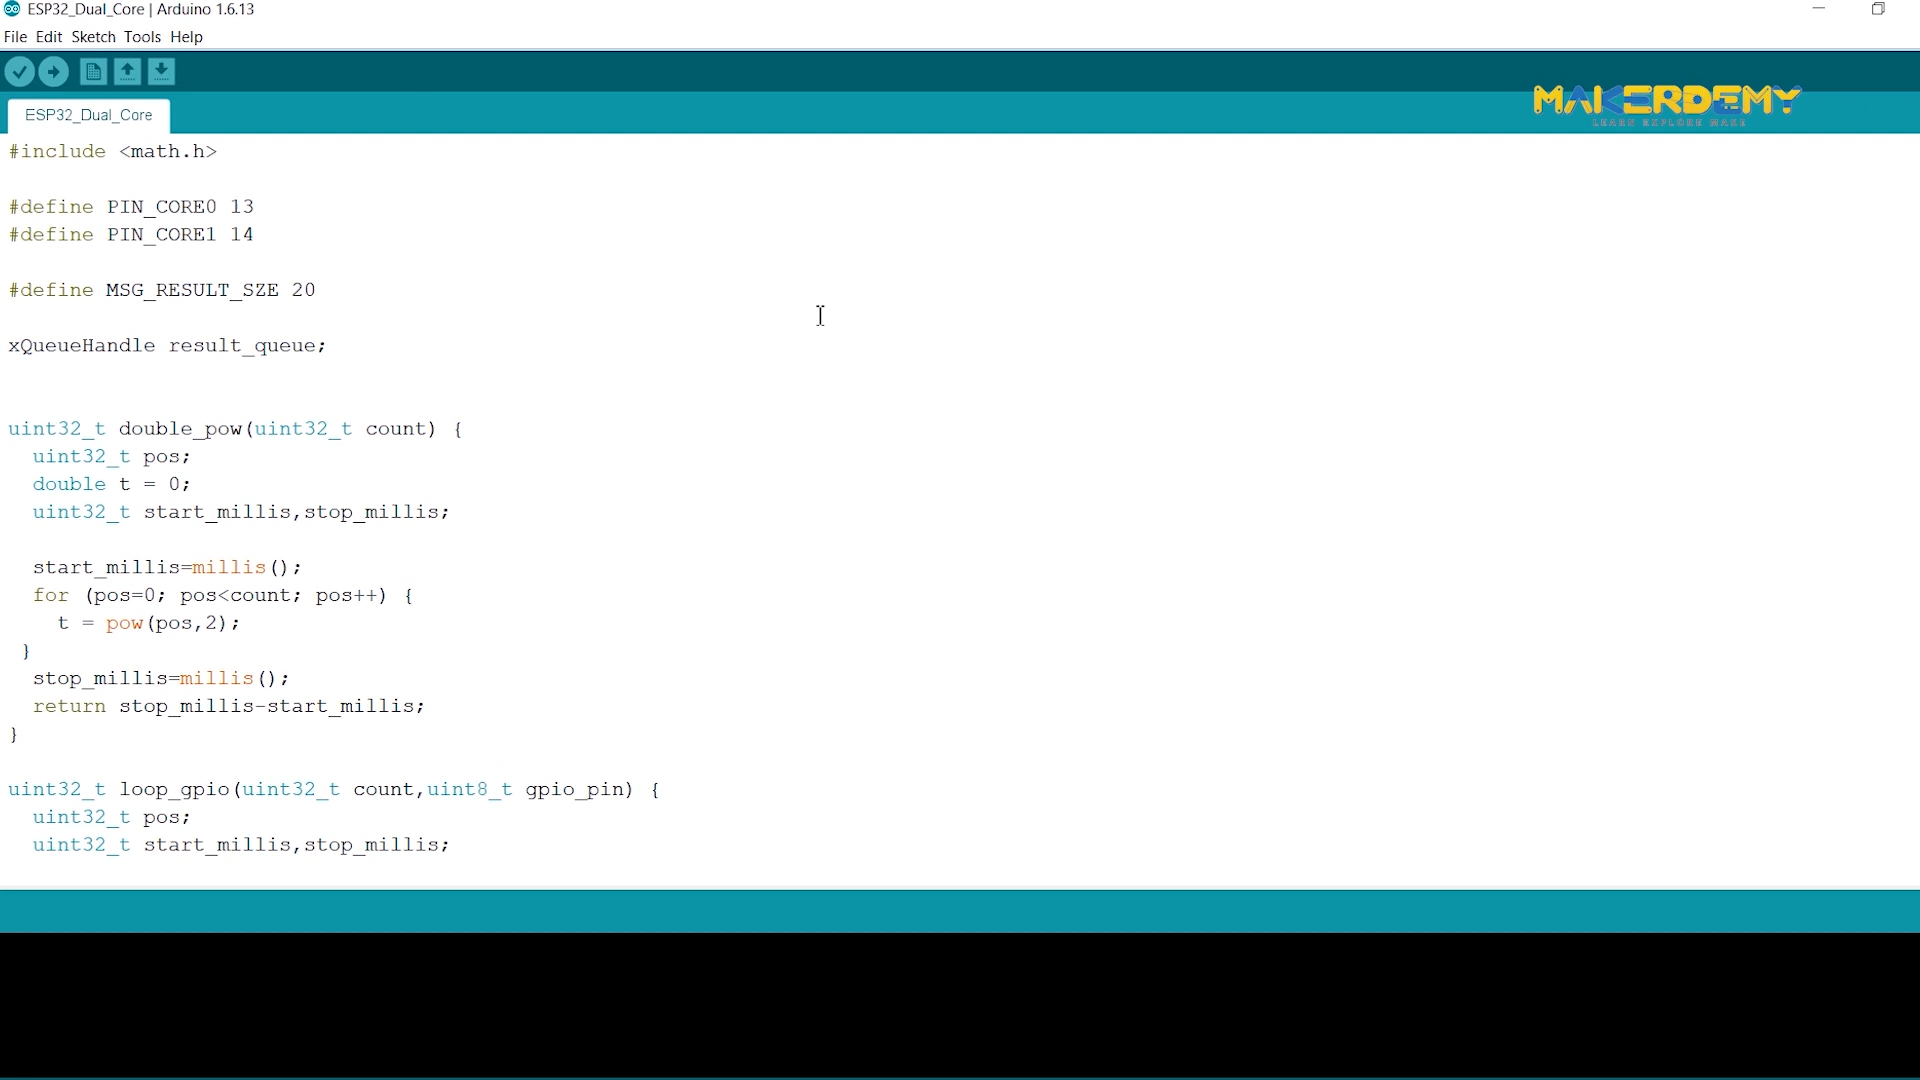 ESP32_Dual_Core | Arduino 1.6.13
File Edit Sketch Tools Help
MAKERDEMY
LEARN EXPLORE MAKE
ESP32_Dual_Core
#include <math.h>
#define PIN_CORE0 13
#define PIN_CORE1 14
#define MSG_RESULT_SZE 20
xQueueHandle result_queue;
uint32_t double_pow(uint32_t count) {
uint32_t pos;
double t = 0;
uint32_t start_millis,stop_millis;
start_millis=millis();
for (pos=0; pos<count; pos++) {
t = pow(pos,2);
}
stop_millis=millis();
return stop_millis-start_millis;
}
uint32_t loop_gpio(uint32_t count,uint8_t gpio_pin) {
uint32_t pos;
uint32_t start_millis,stop_millis;